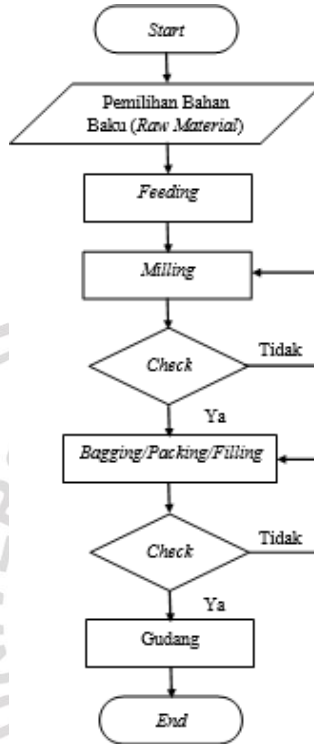 Start
Pemilihan Bahan
Baku (Raw Material)
Feeding
Milling
Check
Tidak
Ya
Bagging/Packing/Filling
Check
Tidak
Ya
Gudang
End